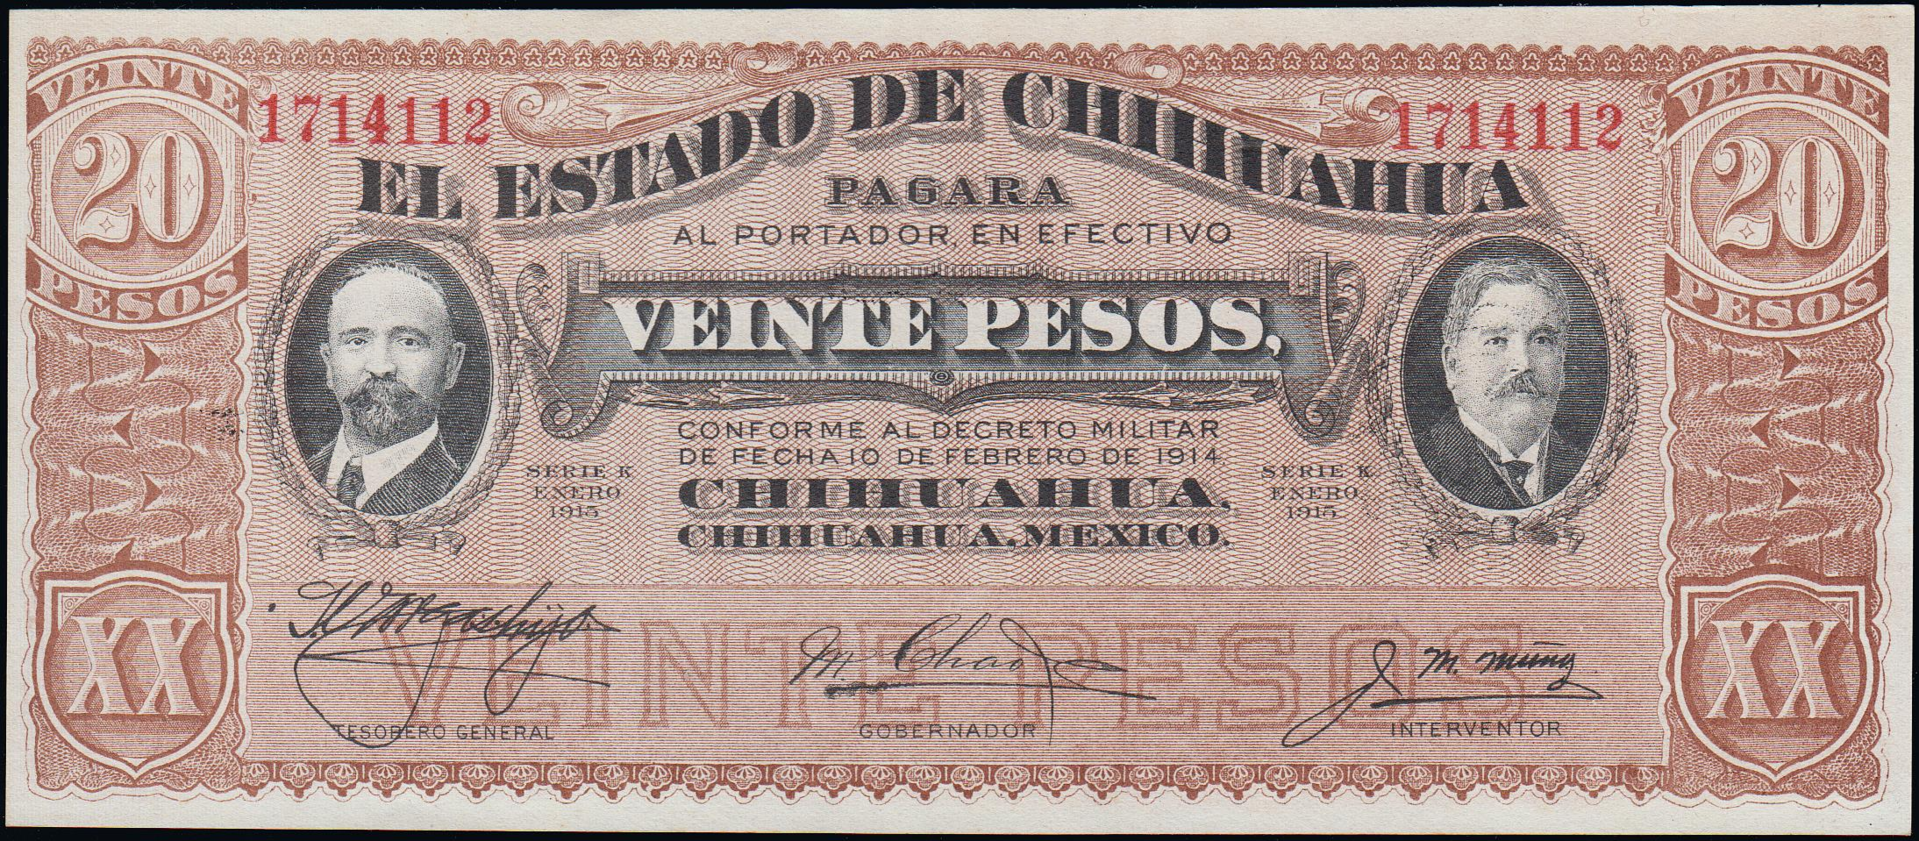 VEINTE
20
PESOS
1714112
EL ESTADO DE CHIHUAHUA
1714112
VEINTE
20
PESOS
PAGARA
AL PORTADOR, EN EFECTIVO
VEINTE PESOS,
CONFORME AL DECRETO MILITAR
DE FECHA 10 DE FEBRERO DE 1914.
CHIHUAHUA,
CHIHUAHUA, MEXICO.
SERIE K
ENERO
1915
SERIE K
ENERO
1915
XX
VEINTE PESOS
XX
M. Chao
J. M. Muñoz
TESORERO GENERAL
GOBERNADOR
INTERVENTOR